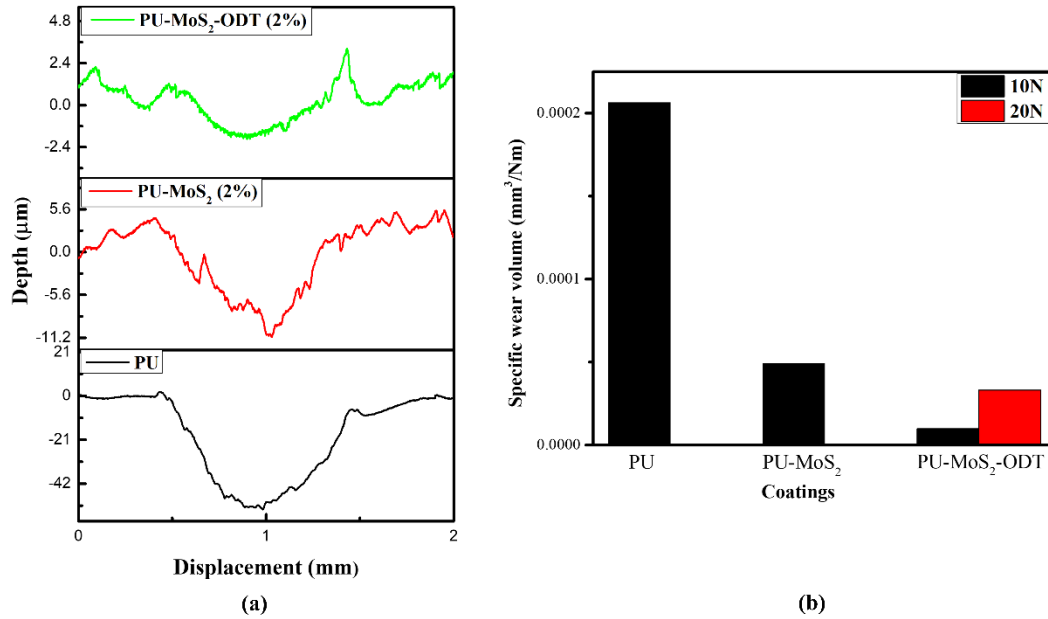 PU-MoS₂-ODT (2%)
4.8
2.4
0.0
-2.4
PU-MoS₂ (2%)
5.6
0.0
-5.6
-11.2
PU
21
0
-21
-42
0
1
2
Depth (μm)
Displacement (mm)
(a)
10N
20N
0.0002
0.0001
0.0000
Specific wear volume (mm³/Nm)
PU
PU-MoS₂
PU-MoS₂-ODT
Coatings
(b)